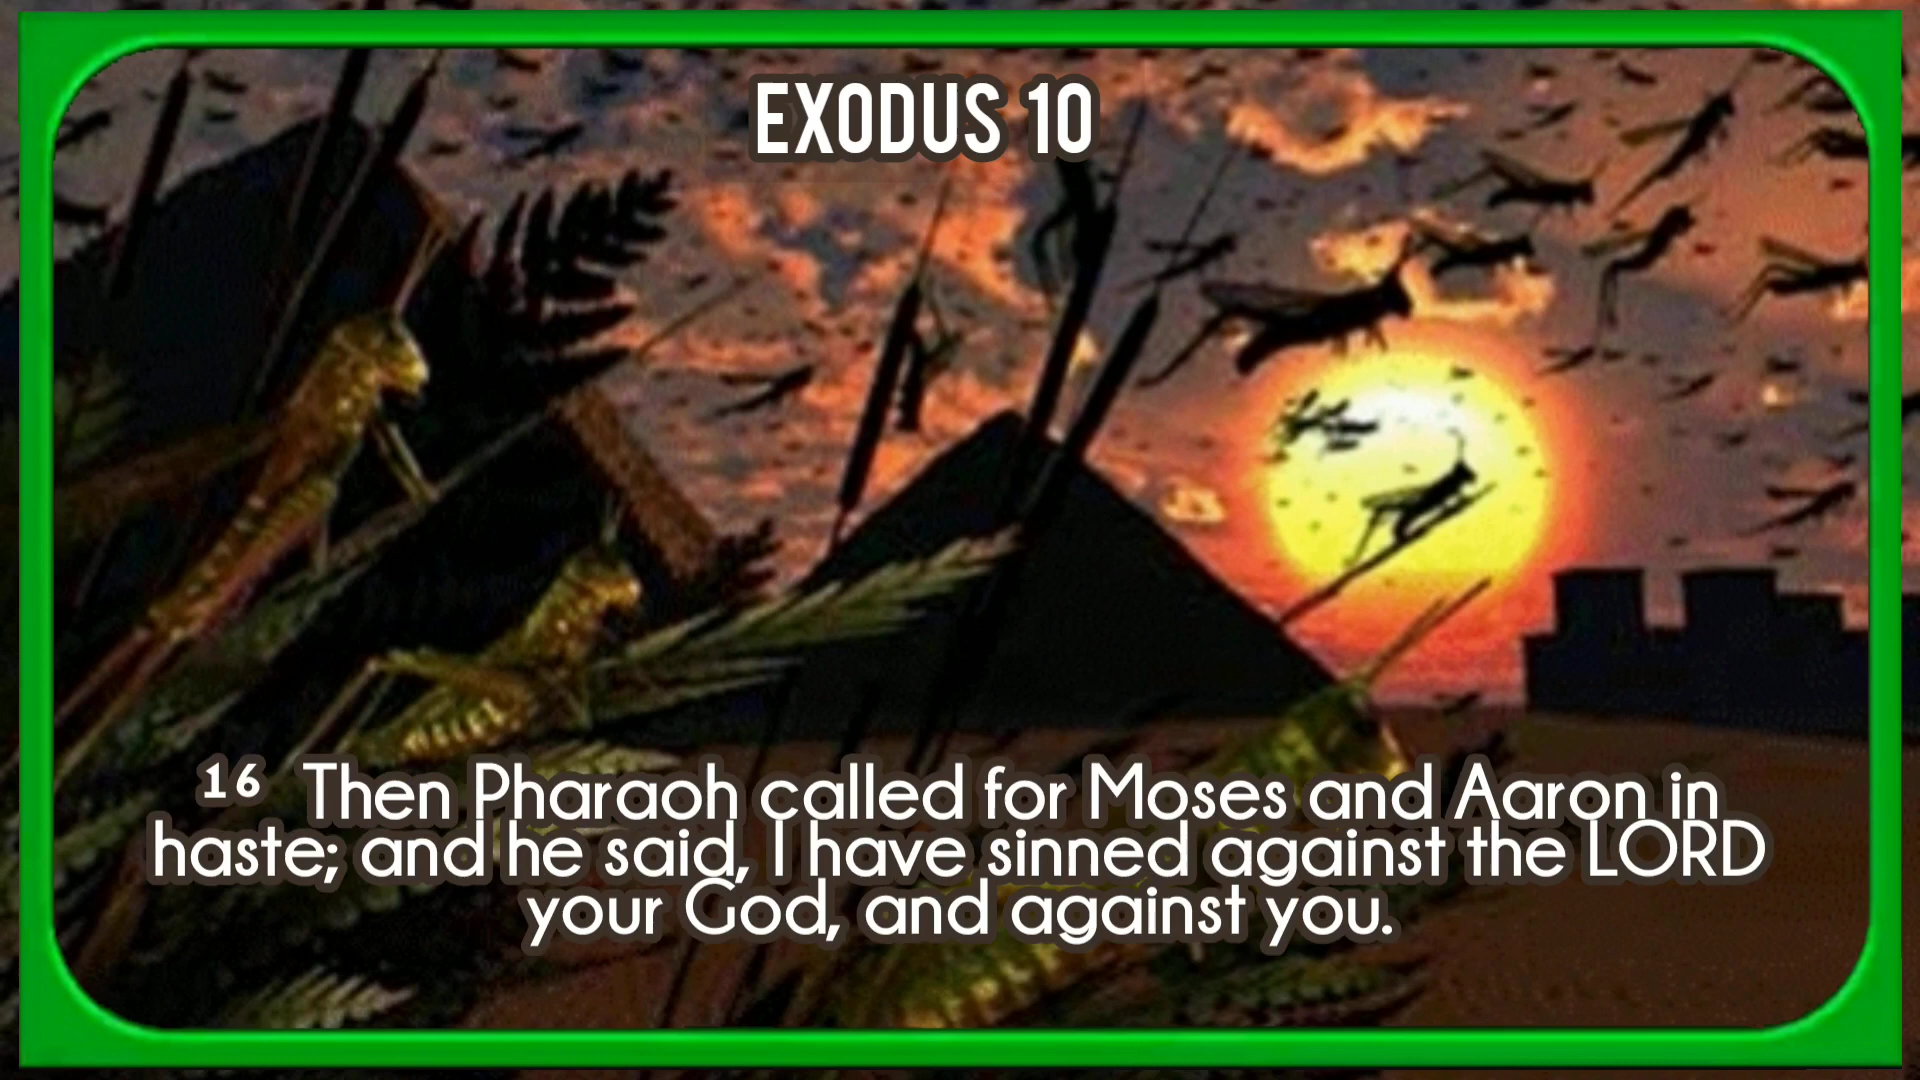 EXODUS 10
16 Then Pharaoh called for Moses and Aaron in
haste; and he said, I have sinned against the LORD
your God, and against you.